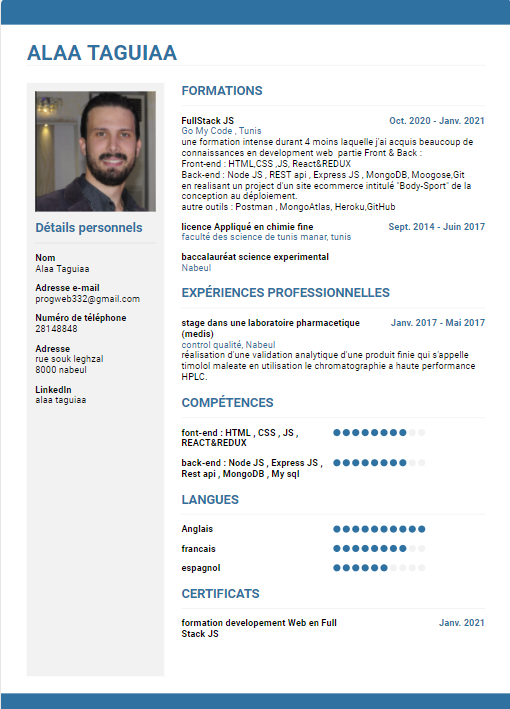 ALAA TAGUIAA
Détails personnels
Nom
Alaa Taguiaa
Adresse e-mail
progweb332@gmail.com
Numéro de téléphone
28148848
Adresse
rue souk leghzal
8000 nabeul
LinkedIn
alaa taguiaa
FORMATIONS
FullStack JS Oct. 2020 - Janv. 2021
Go My Code , Tunis
une formation intense durant 4 moins laquelle j'ai acquis beaucoup de
connaissances en development web partie Front & Back :
Front-end : HTML,CSS ,JS, React&REDUX
Back-end : Node JS , REST api , Express JS , MongoDB, Moogose,Git
en realisant un project d'un site ecommerce intitulé "Body-Sport" de la
conception au déploiement.
autre outils : Postman , MongoAtlas, Heroku,GitHub
licence Appliqué en chimie fine Sept. 2014 - Juin 2017
faculté des science de tunis manar, tunis
baccalauréat science experimental
Nabeul
EXPÉRIENCES PROFESSIONNELLES
stage dans une laboratoire pharmacetique Janv. 2017 - Mai 2017
(medis)
control qualité, Nabeul
réalisation d'une validation analytique d'une produit finie qui s'appelle
timolol maleate en utilisation le chromatographie a haute performance
HPLC.
COMPÉTENCES
font-end : HTML , CSS , JS ,
REACT&REDUX
back-end : Node JS , Express JS ,
Rest api , MongoDB , My sql
LANGUES
Anglais
francais
espagnol
CERTIFICATS
formation developement Web en Full Janv. 2021
Stack JS